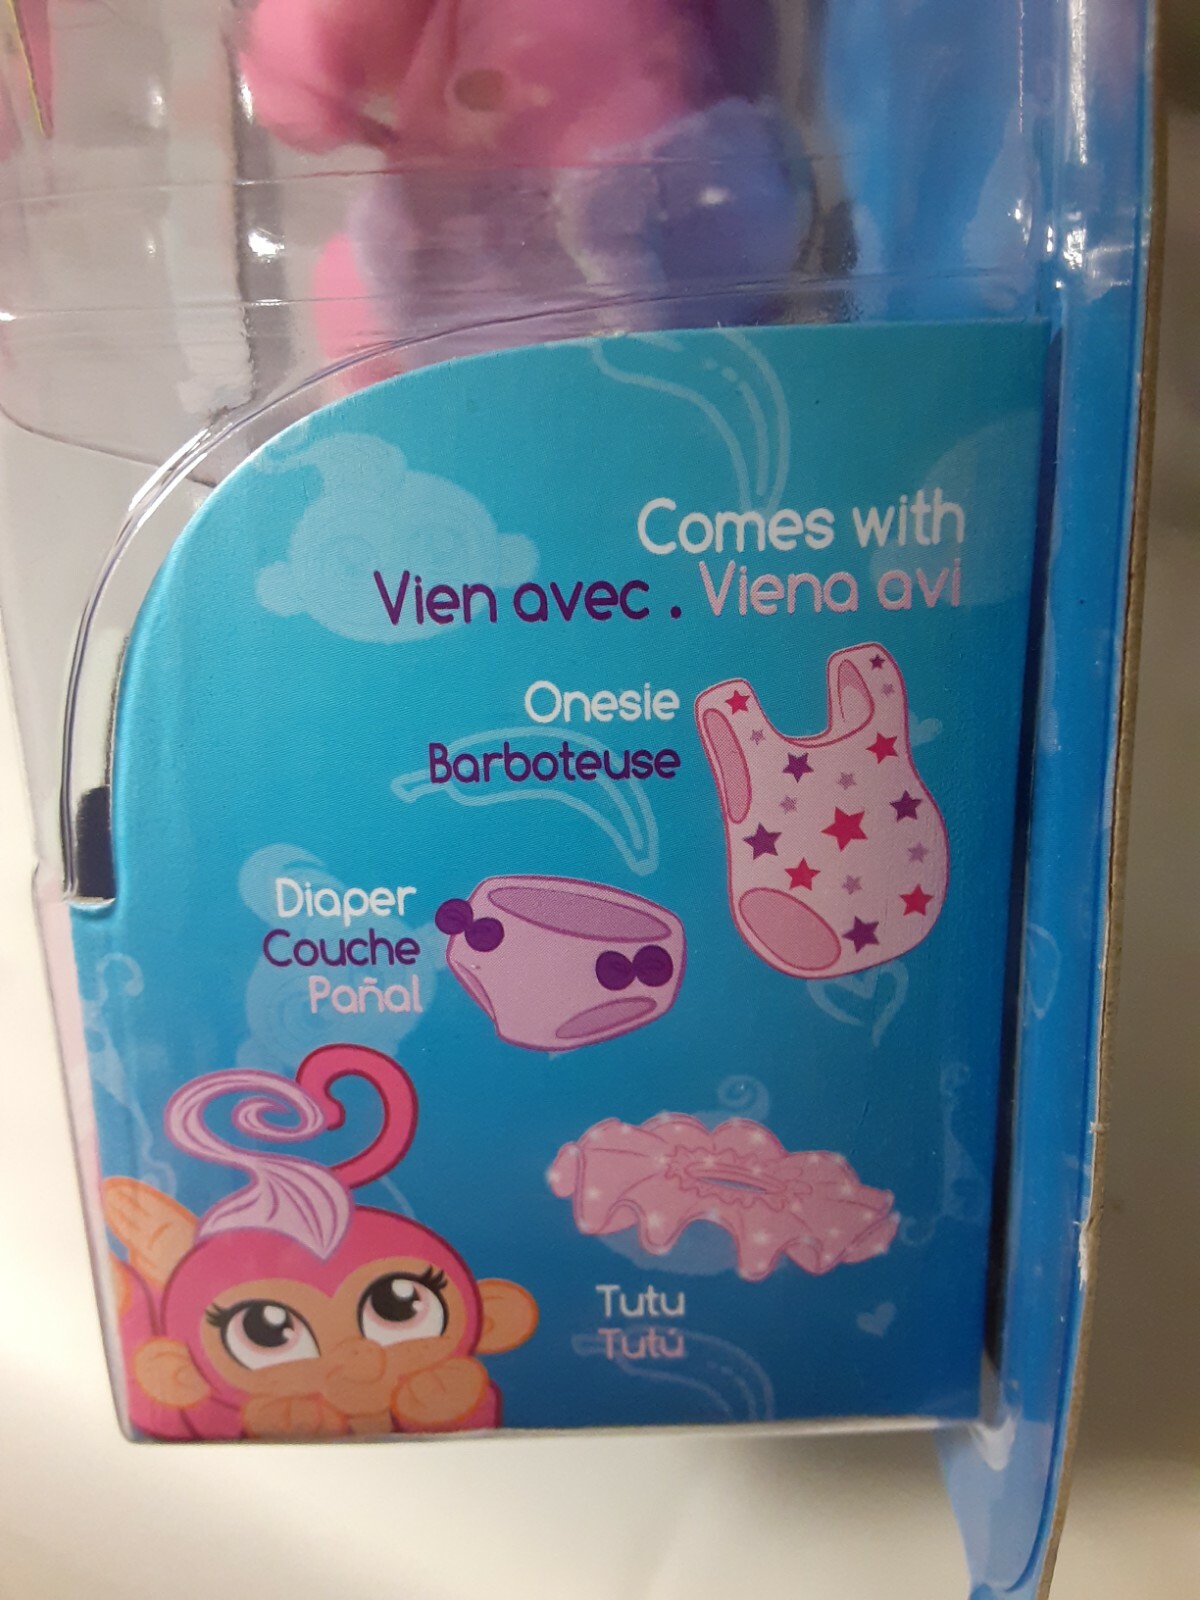 Comes with
Vien avec . Viena avi
Onesie
Barboteuse
Diaper
Couche
Pañal
Tutu
Tutú